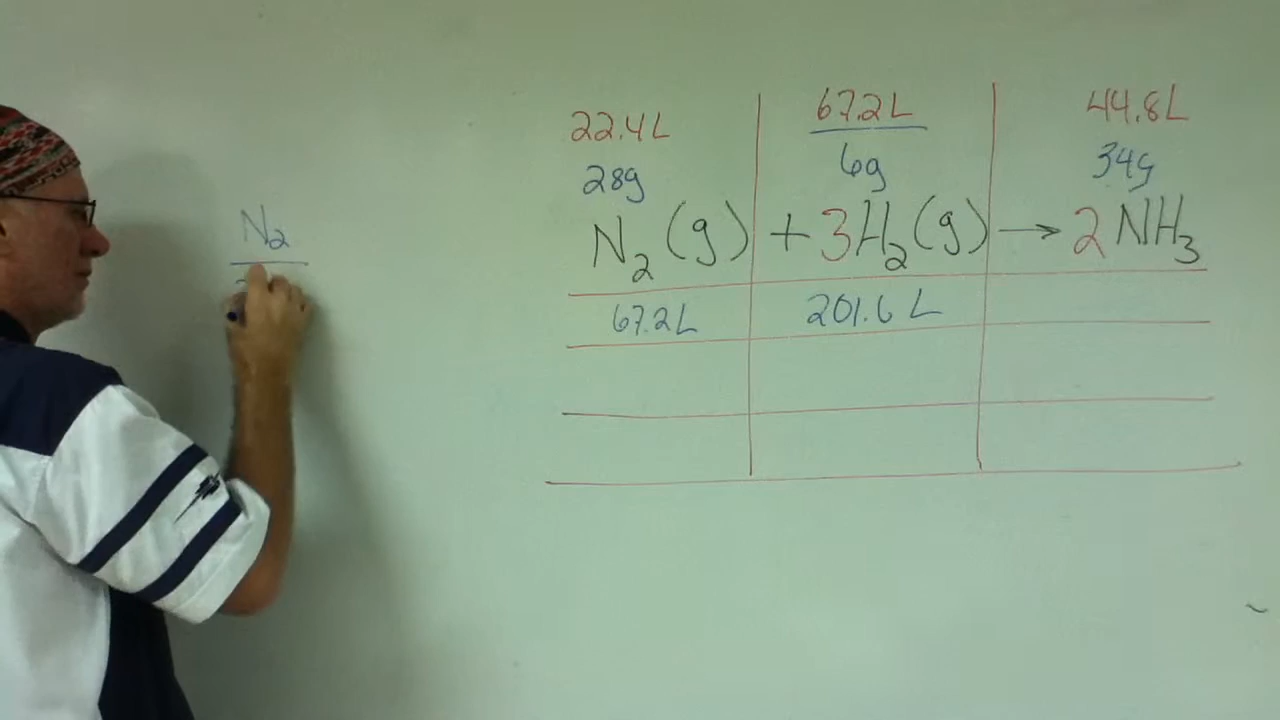 22.4L 67.2L 44.8L
28g 6g 34g
N₂(g) + 3H₂(g) → 2NH₃
67.2L 201.6 L
N₂